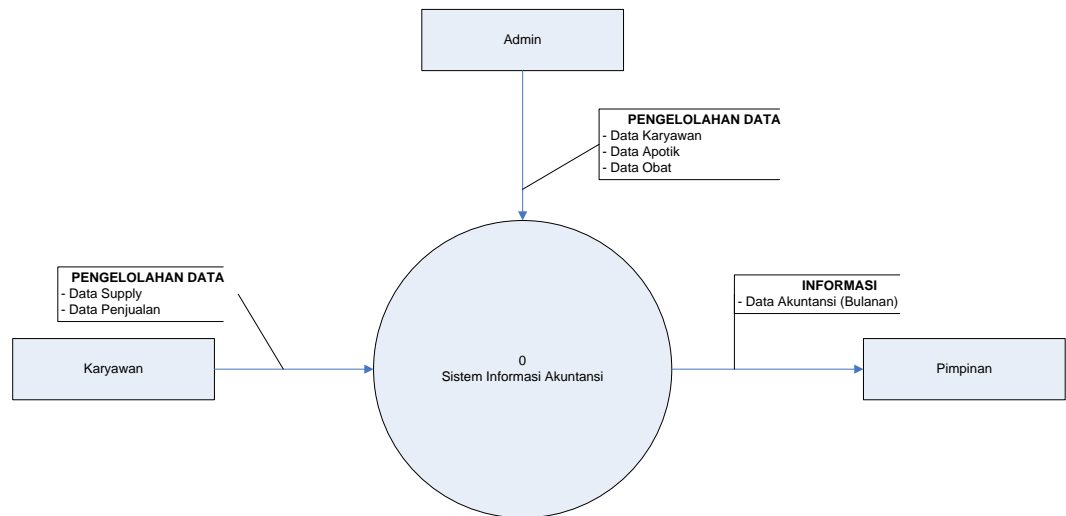 Admin
PENGELOLAHAN DATA
- Data Karyawan
- Data Apotik
- Data Obat
PENGELOLAHAN DATA
- Data Supply
- Data Penjualan
INFORMASI
- Data Akuntansi (Bulanan)
Karyawan
0
Sistem Informasi Akuntansi
Pimpinan